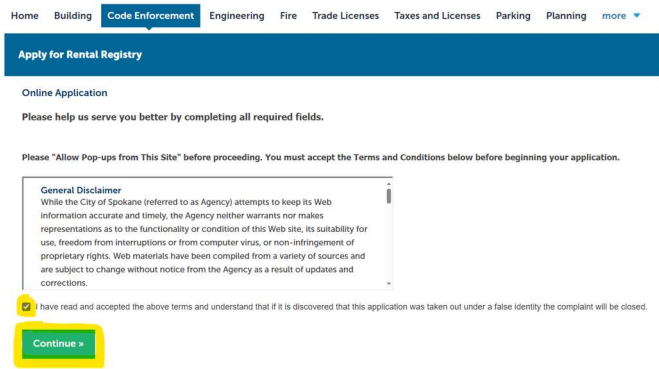 Home Building Code Enforcement Engineering Fire Trade Licenses Taxes and Licenses Parking Planning more
Apply for Rental Registry
Online Application
Please help us serve you better by completing all required fields.
Please "Allow Pop-ups from This Site" before proceeding. You must accept the Terms and Conditions below before beginning your application.
General Disclaimer
While the City of Spokane (referred to as Agency) attempts to keep its Web
information accurate and timely, the Agency neither warrants nor makes
representations as to the functionality or condition of this Web site, its suitability for
use, freedom from interruptions or from computer virus, or non-infringement of
proprietary rights. Web materials have been compiled from a variety of sources and
are subject to change without notice from the Agency as a result of updates and
corrections.
I have read and accepted the above terms and understand that if it is discovered that this application was taken out under a false identity the complaint will be closed.
Continue »